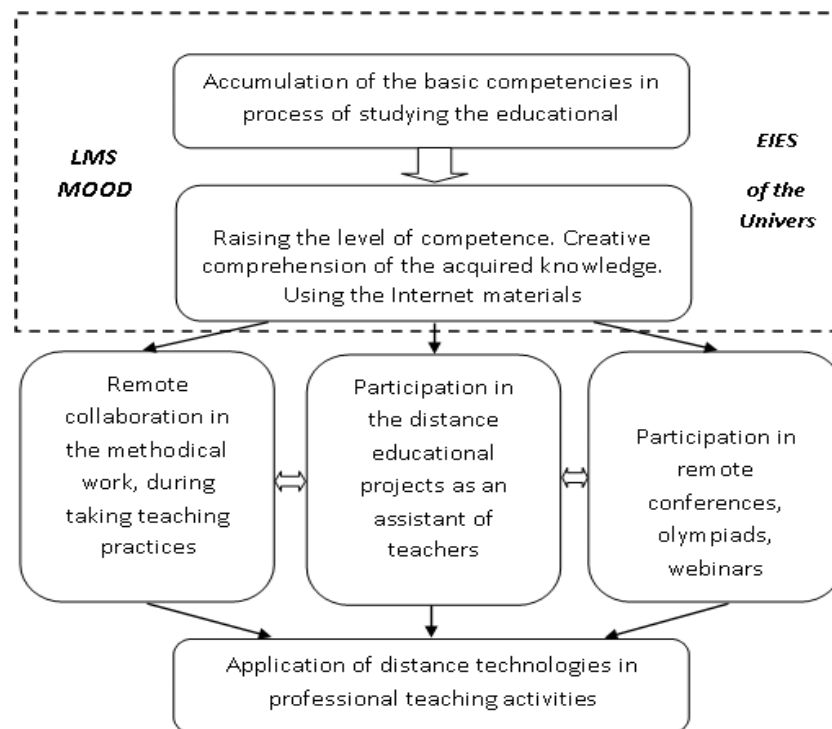 Accumulation of the basic competencies in
process of studying the educational
LMS
MOOD
EIES
of the
Univers
Raising the level of competence. Creative
comprehension of the acquired knowledge.
Using the Internet materials
Remote
collaboration in
the methodical
work, during
taking teaching
practices
Participation in
the distance
educational
projects as an
assistant of
teachers
Participation in
remote
conferences,
olympiads,
webinars
Application of distance technologies in
professional teaching activities